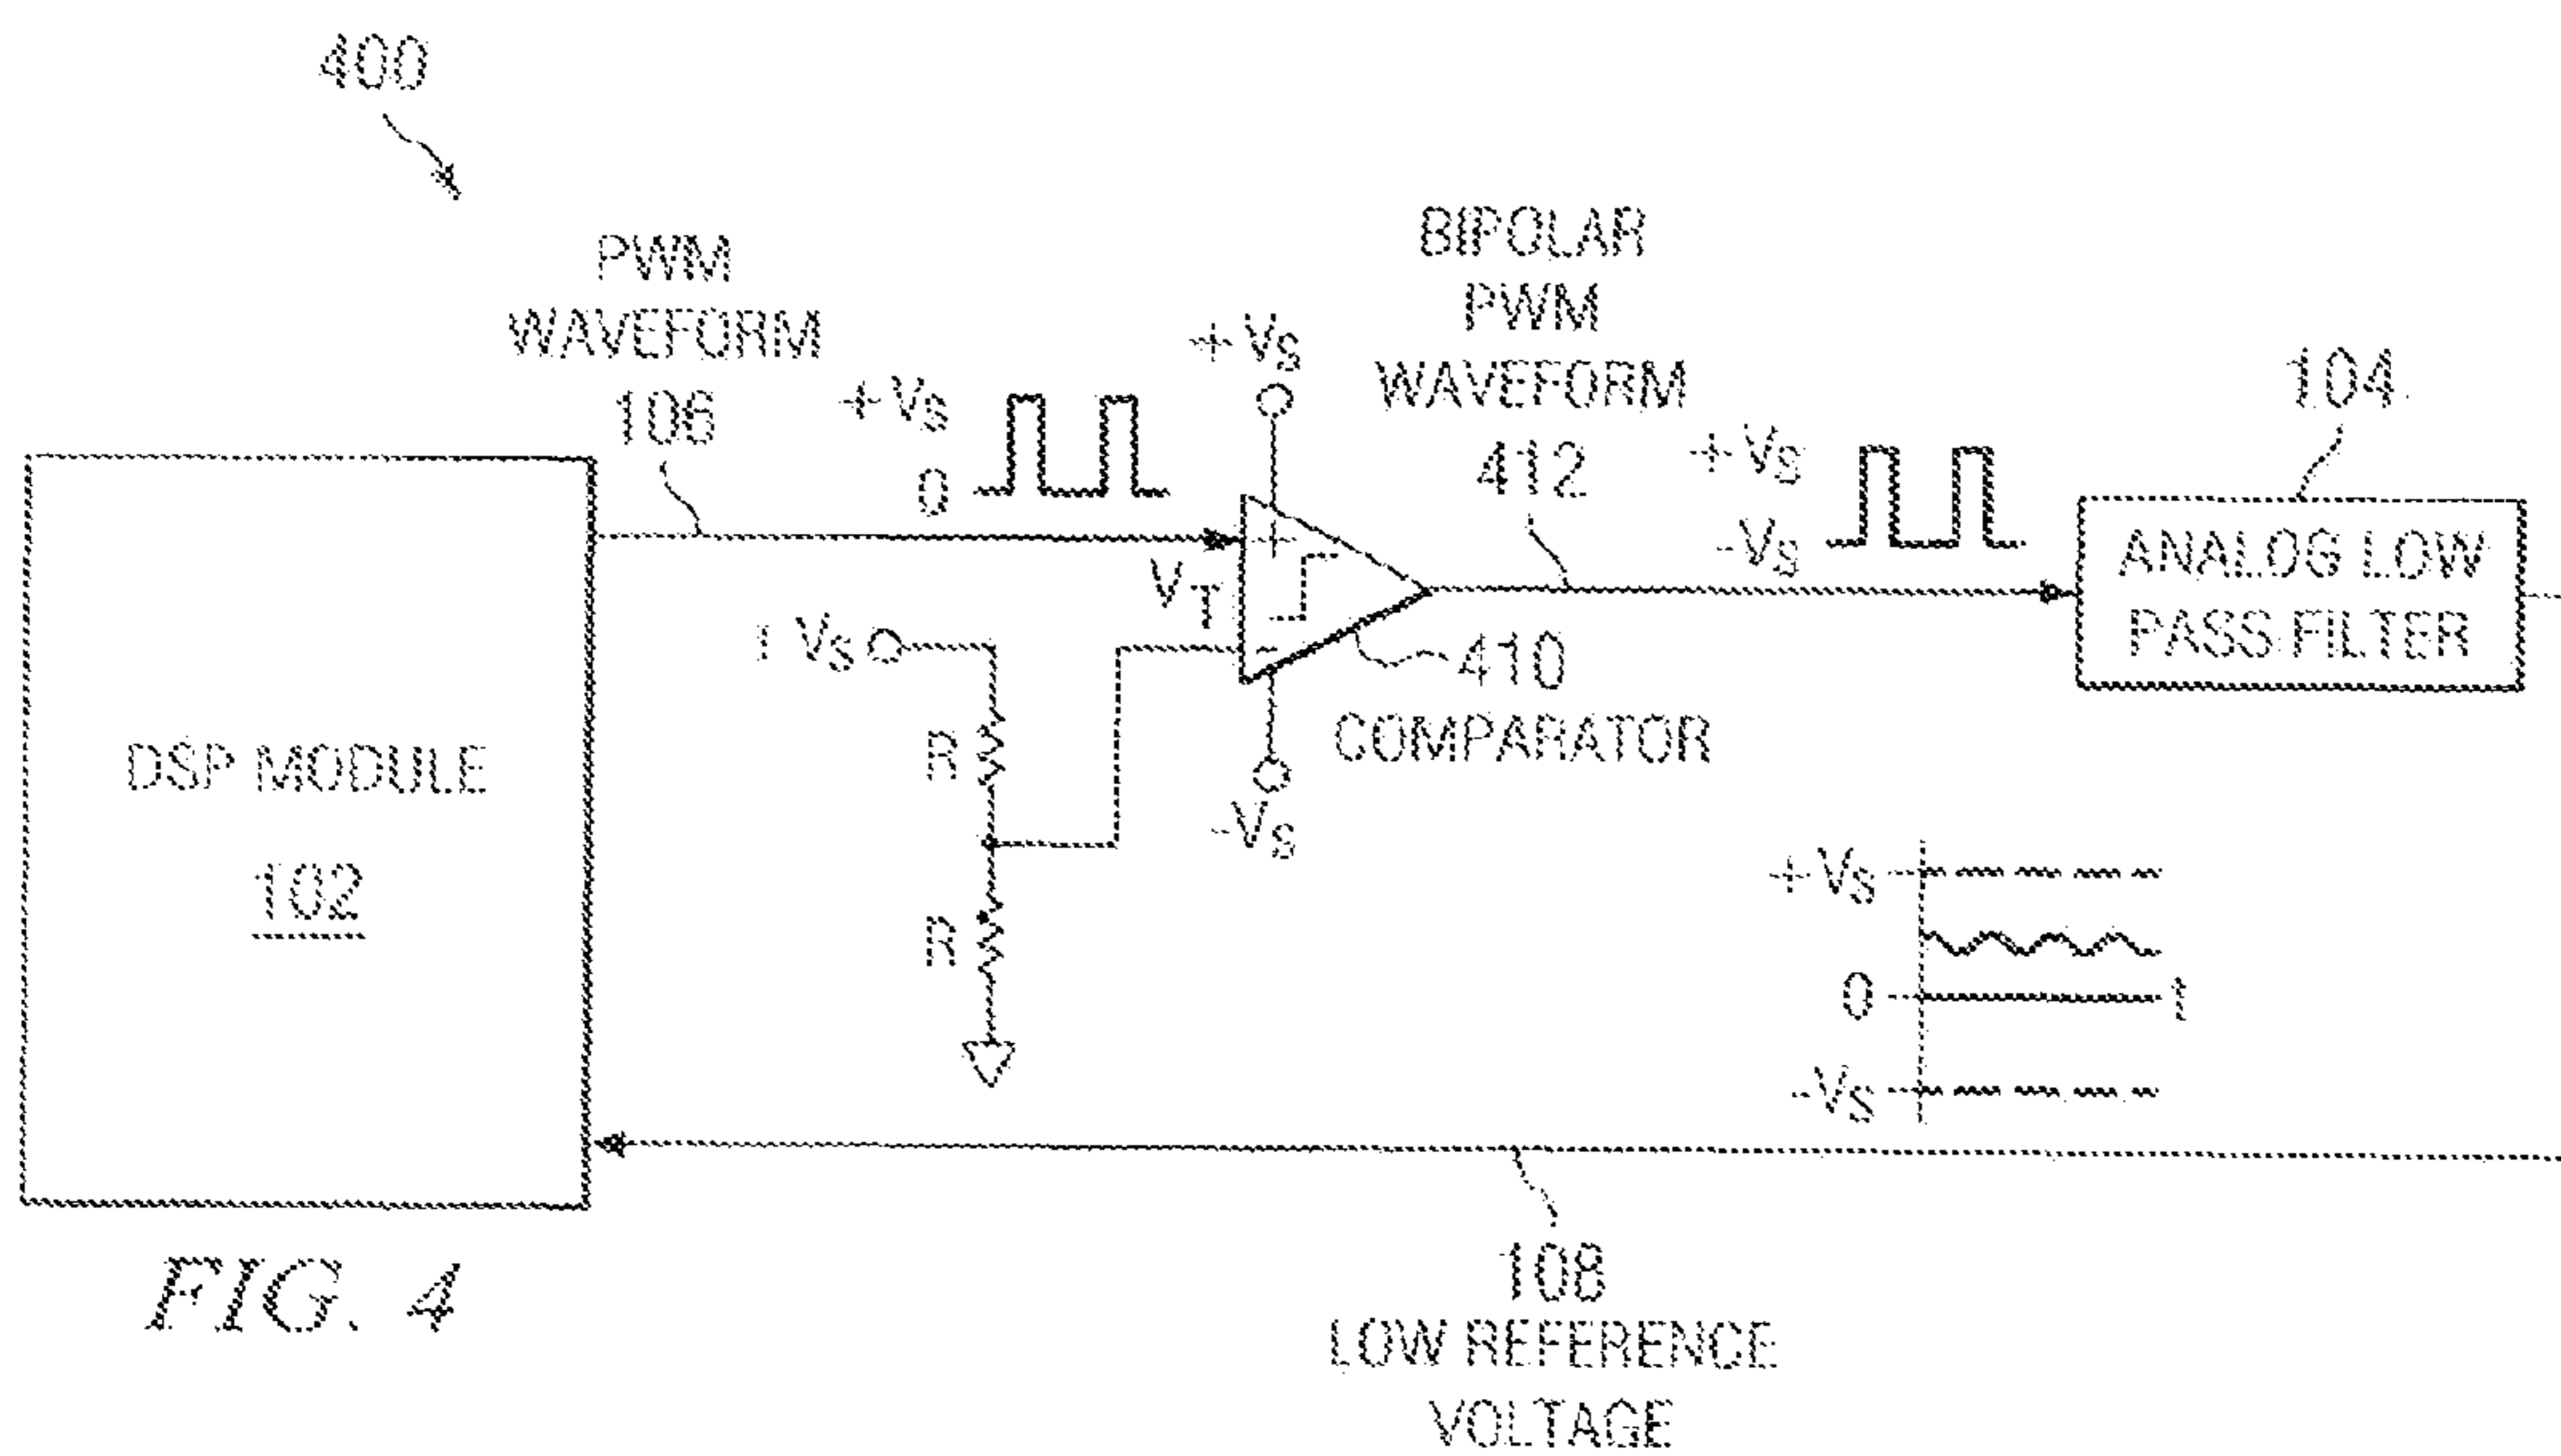 400
PWM
WAVEFORM
106
+VS
0
+VS
BIPOLAR
PWM
WAVEFORM
412
+VS
-VS
104
ANALOG LOW
PASS FILTER
DSP MODULE
102
VT
+
-
VS
R
R
410
COMPARATOR
-VS
+VS
0
t
-VS
108
LOW REFERENCE
VOLTAGE
FIG. 4